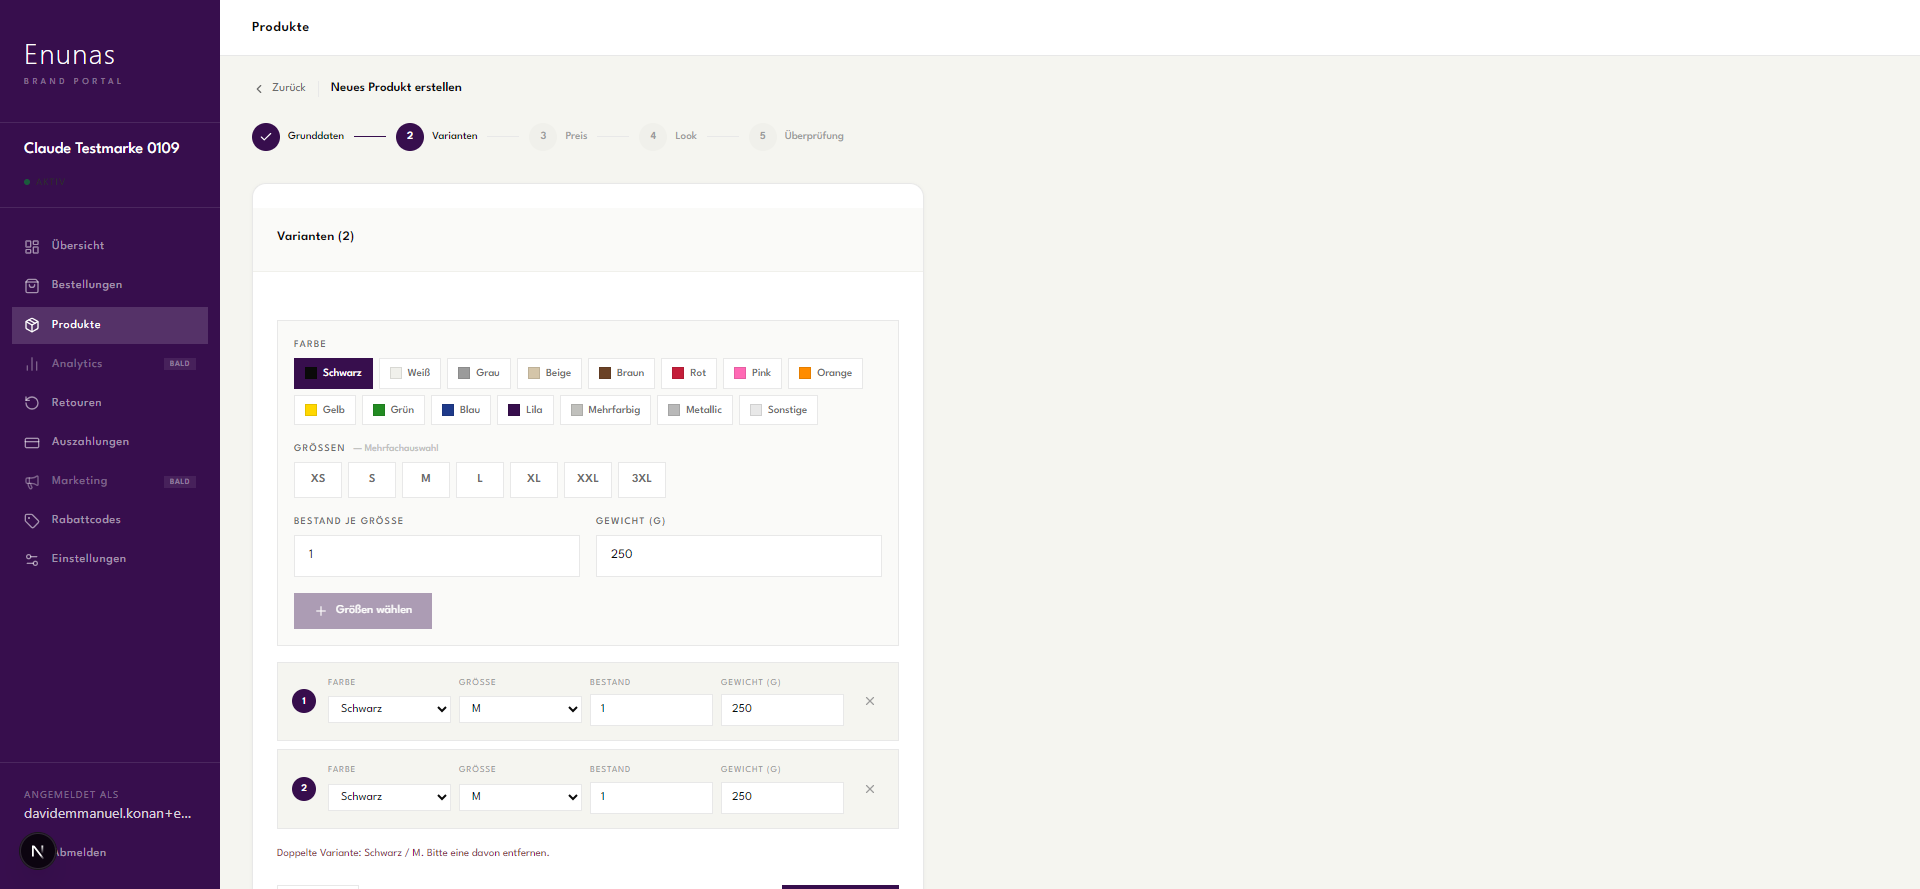 Enunas
BRAND PORTAL
Claude Testmarke 0109
AKTIV
Übersicht
Bestellungen
Produkte
Analytics BALD
Retouren
Auszahlungen
Marketing BALD
Rabattcodes
Einstellungen
ANGEMELDET ALS
davidemmanuel.konan+e...
N
Abmelden
Produkte
Zurück Neues Produkt erstellen
Grunddaten 2 Varianten 3 Preis 4 Look 5 Überprüfung
Varianten (2)
FARBE
Schwarz Weiß Grau Beige Braun Rot Pink Orange
Gelb Grün Blau Lila Mehrfarbig Metallic Sonstige
GRÖSSEN — Mehrfachauswahl
XS S M L XL XXL 3XL
BESTAND JE GRÖSSE GEWICHT (G)
1 250
+ Größen wählen
FARBE GRÖSSE BESTAND GEWICHT (G)
1 Schwarz M 1 250
FARBE GRÖSSE BESTAND GEWICHT (G)
2 Schwarz M 1 250
Doppelte Variante: Schwarz / M. Bitte eine davon entfernen.